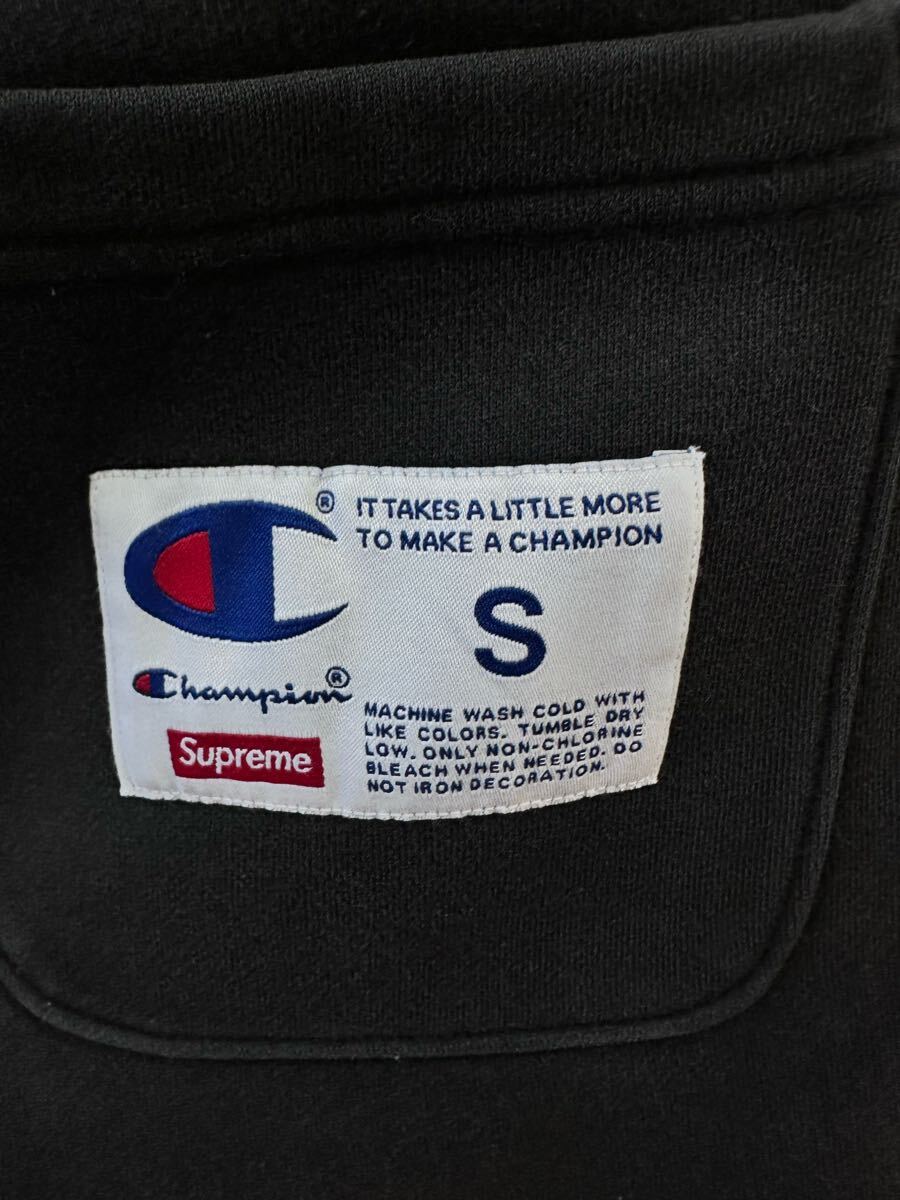 ®
IT TAKES A LITTLE MORE
TO MAKE A CHAMPION
S
Champion®
Supreme
MACHINE WASH COLD WITH
LIKE COLORS. TUMBLE DRY
LOW. ONLY NON-CHLORINE
BLEACH WHEN NEEDED. DO
NOT IRON DECORATION.